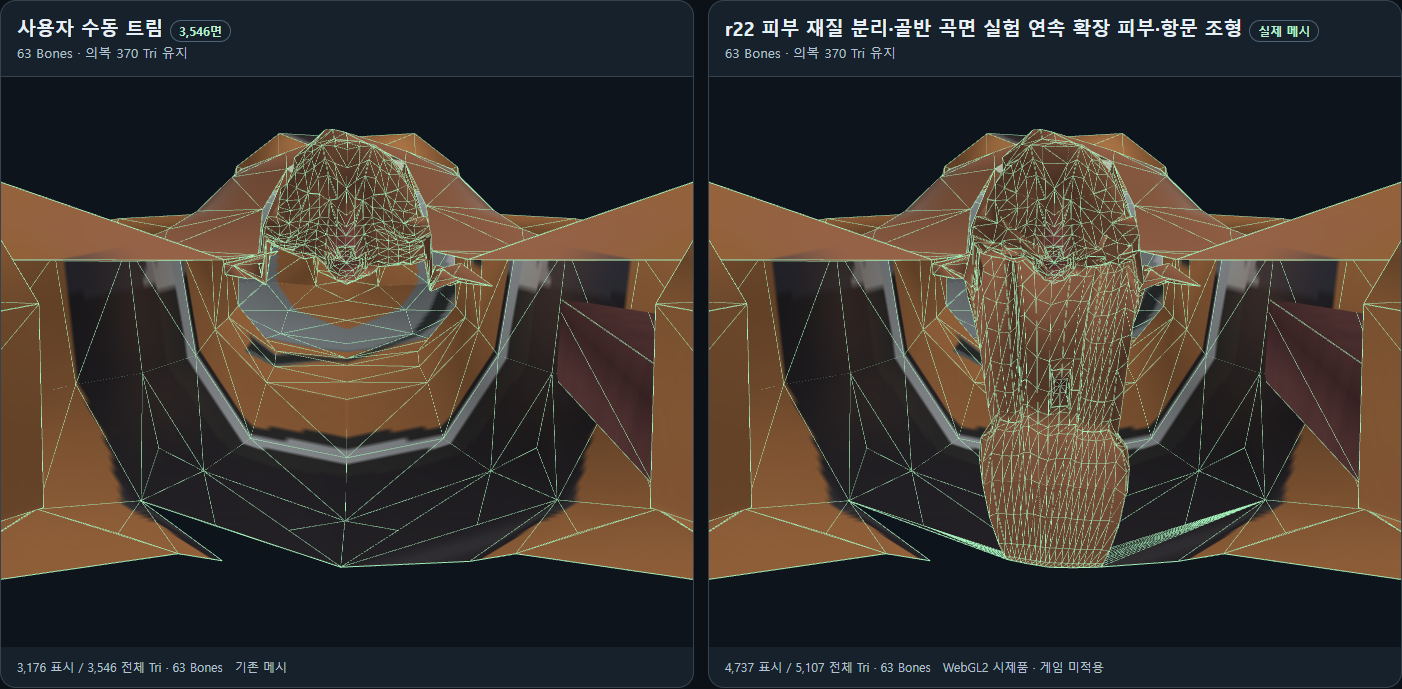 사용자 수동 트림 3,546면
63 Bones · 의복 370 Tri 유지
3,176 표시 / 3,546 전체 Tri · 63 Bones 기존 메시
r22 피부 재질 분리·골반 곡면 실험 연속 확장 피부·항문 조형 실제 메시
63 Bones · 의복 370 Tri 유지
4,737 표시 / 5,107 전체 Tri · 63 Bones WebGL2 시제품 · 게임 미적용